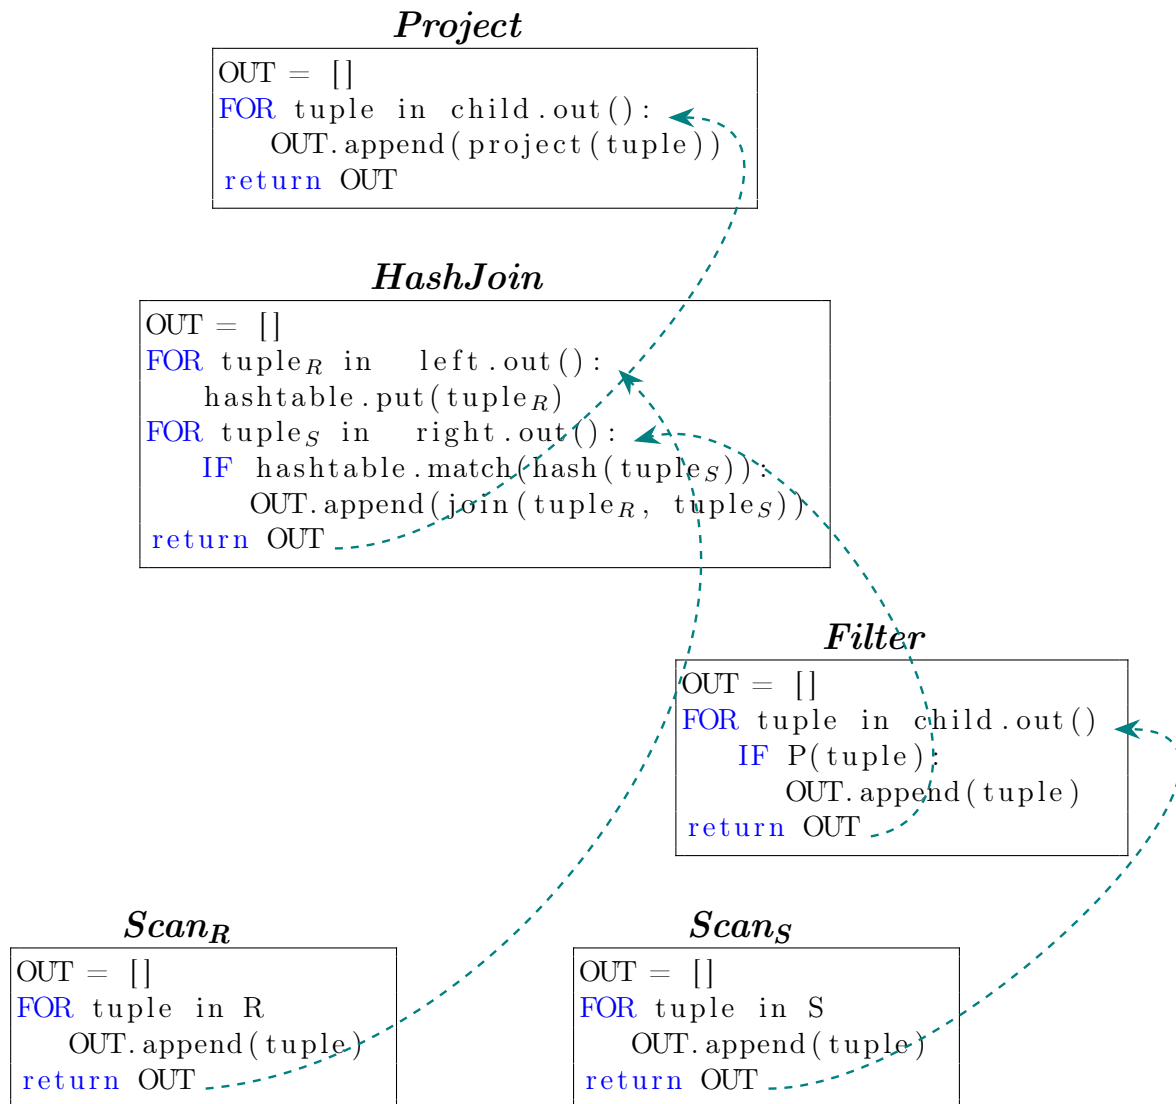 Project
OUT = []
FOR tuple in child.out():
OUT.append(project(tuple))
return OUT
HashJoin
OUT = []
FOR tuple_R in left.out():
hashtable.put(tuple_R)
FOR tuple_S in right.out():
IF hashtable.match(hash(tuple_S)):
OUT.append(join(tuple_R, tuple_S))
return OUT
Filter
OUT = []
FOR tuple in child.out()
IF P(tuple):
OUT.append(tuple)
return OUT
Scan_R
OUT = []
FOR tuple in R
OUT.append(tuple)
return OUT
Scan_S
OUT = []
FOR tuple in S
OUT.append(tuple)
return OUT